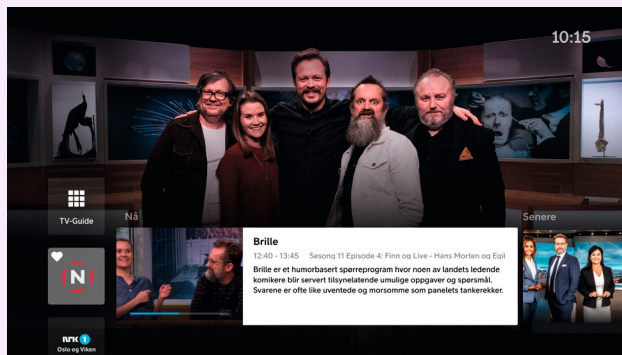 10:15
TV-Guide
Nå
Senere
Brille
12:40 - 13:45 Sesong 11 Episode 4: Finn og Live - Hans Morten og Egil
Brille er et humorbasert spørreprogram hvor noen av landets ledende
komikere blir servert tilsynelatende umulige oppgaver og spørsmål.
Svarene er ofte like uventede og morsomme som panelets tankerekker.
N
NRK 1
Oslo og Viken